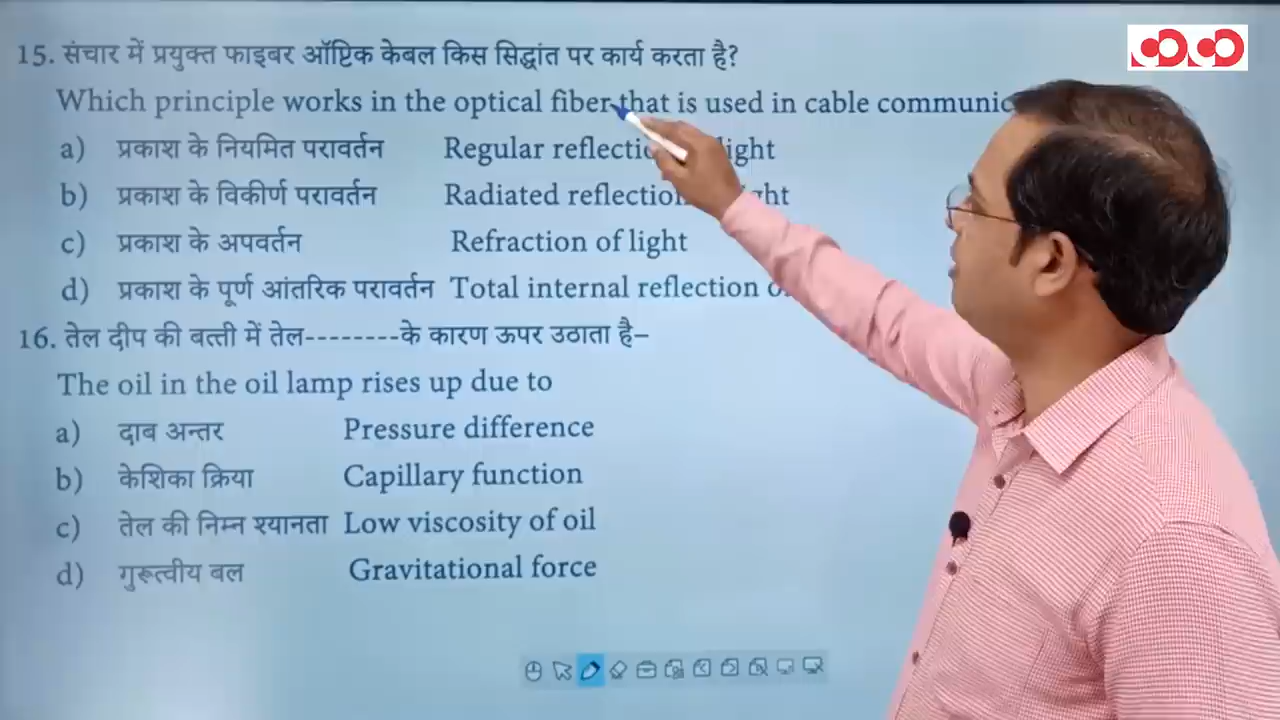 15. संचार में प्रयुक्त फाइबर ऑप्टिक केबल किस सिद्धांत पर कार्य करता है?
Which principle works in the optical fiber that is used in cable
a) प्रकाश के नियमित परावर्तन Regular light
b) प्रकाश के विकीर्ण परावर्तन Radiated
c) प्रकाश के अपवर्तन Refraction of light
d) प्रकाश के पूर्ण आंतरिक परावर्तन Total internal reflection
16. तेल दीप की बत्ती में तेल--------के कारण ऊपर उठाता है–
The oil in the oil lamp rises up due to
a) दाब अन्तर Pressure difference
b) केशिका क्रिया Capillary function
c) तेल की निम्न श्यानता Low viscosity of oil
d) गुरूत्वीय बल Gravitational force